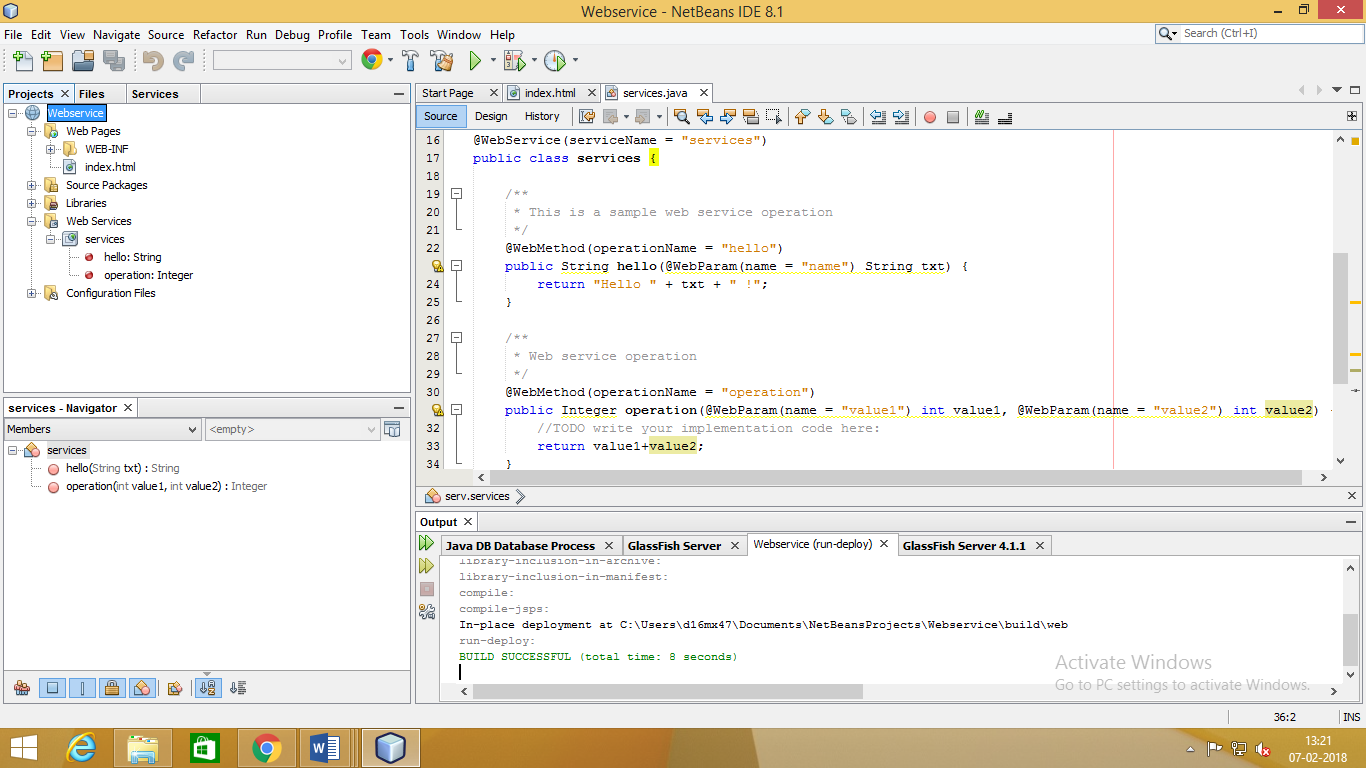 Webservice - NetBeans IDE 8.1
File Edit View Navigate Source Refactor Run Debug Profile Team Tools Window Help
Search (Ctrl+I)
Projects Files Services
Webservice
Web Pages
WEB-INF
index.html
Source Packages
Libraries
Web Services
services
hello: String
operation: Integer
Configuration Files
services - Navigator
Members <empty>
services
hello(String txt) : String
operation(int value1, int value2) : Integer
Start Page index.html services.java
Source Design History
16 @WebService(serviceName = "services")
17 public class services {
18
19 /**
20 * This is a sample web service operation
21 */
22 @WebMethod(operationName = "hello")
public String hello(@WebParam(name = "name") String txt) {
24 return "Hello " + txt + " !";
25 }
26
27 /**
28 * Web service operation
29 */
30 @WebMethod(operationName = "operation")
public Integer operation(@WebParam(name = "value1") int value1, @WebParam(name = "value2") int value2) {
32 //TODO write your implementation code here:
33 return value1+value2;
34 }
serv.services
Output
Java DB Database Process GlassFish Server Webservice (run-deploy) GlassFish Server 4.1.1
library-inclusion-in-archive:
library-inclusion-in-manifest:
compile:
compile-jsps:
In-place deployment at C:\Users\d16mx47\Documents\NetBeansProjects\Webservice\build\web
run-deploy:
BUILD SUCCESSFUL (total time: 8 seconds)
Activate Windows
Go to PC settings to activate Windows.
36:2 INS
13:21
07-02-2018